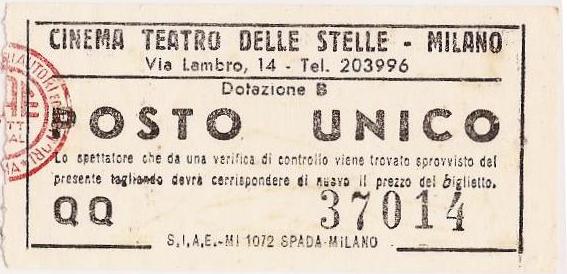 CINEMA TEATRO DELLE STELLE - MILANO
Via Lambro, 14 - Tel. 203996
Dotazione B
POSTO UNICO
Lo spettatore che da una verifica di controllo viene trovato sprovvisto del
presente tagliando dovrà cerrispondere di nuovo il prezzo del biglietto.
QQ 37014
S.I.A.E.-MI 1072 SPADA-MILANO